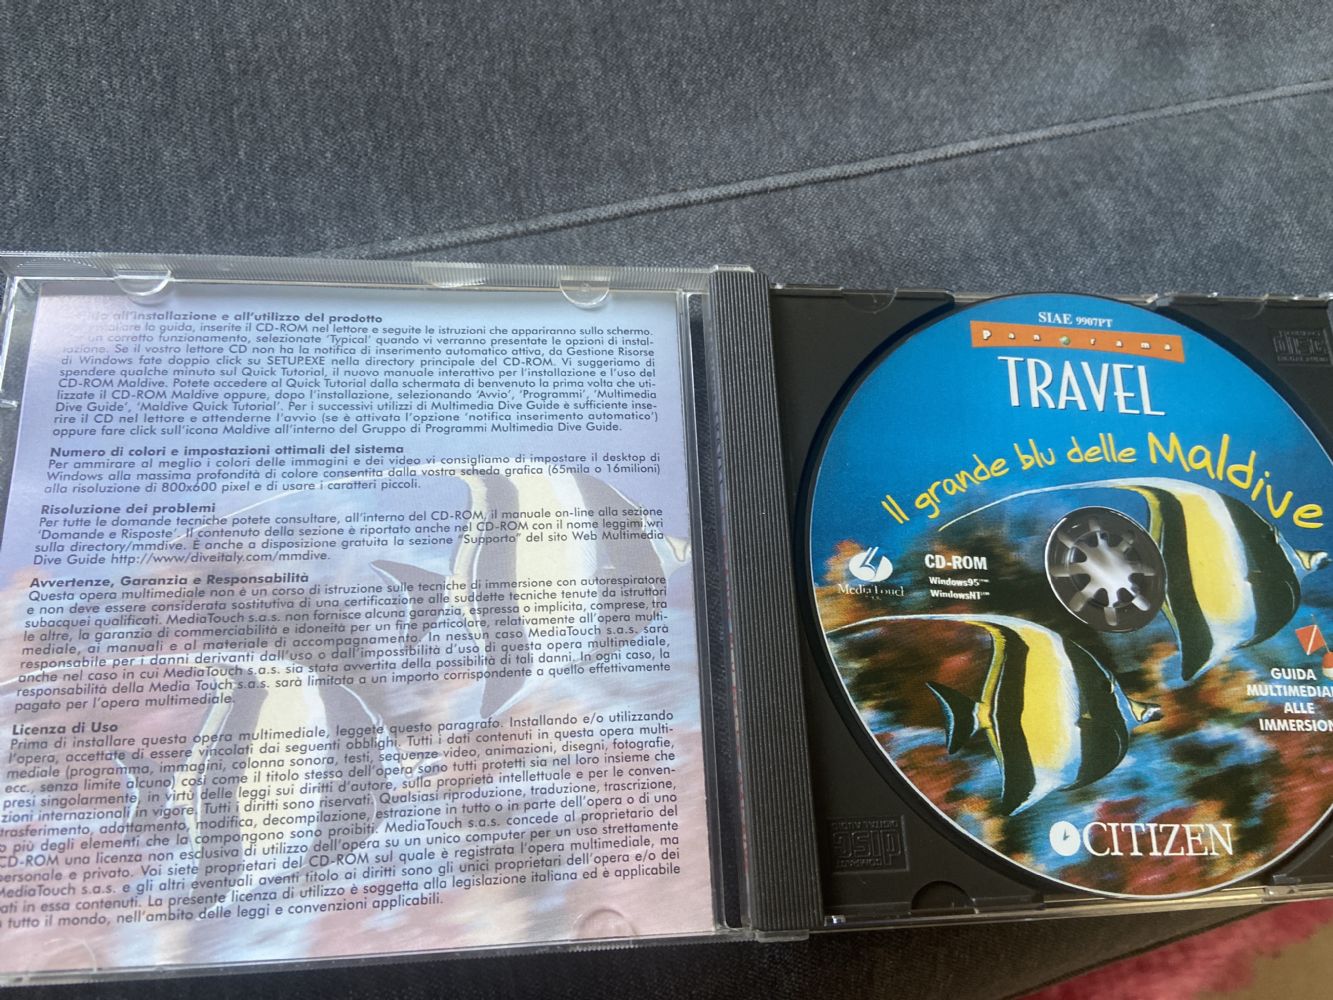 all'installazione e all'utilizzo del prodotto
la guida, inserite il CD-ROM nel lettore e seguite le istruzioni che appariranno sullo schermo.
un corretto funzionamento, selezionate 'Typical' quando vi verranno presentate le opzioni di instal-
lazione. Se il vostro lettore CD non ha la notifica di inserimento automatico attiva, da Gestione Risorse
di Windows fate doppio click su SETUPEXE nella directory principale del CD-ROM. Vi suggeriamo di
spendere qualche minuto sul Quick Tutorial, il nuovo manuale interattivo per l'installazione e l'uso del
CD-ROM Maldive. Potete accedere al Quick Tutorial dalla schermata di benvenuto la prima volta che uti-
lizzate il CD-ROM Maldive oppure, dopo l'installazione, selezionando 'Avvio', 'Programmi', 'Multimedia
Dive Guide', 'Maldive Quick Tutorial'. Per i successivi utilizzi di Multimedia Dive Guide è sufficiente inse-
rire il CD nel lettore o attenderne l'avvio (se è attivata l'opzione 'notifica inserimento automatico')
oppure fare click sull'icona Maldive all'interno del Gruppo di Programmi Multimedia Dive Guide.
Numero di colori e impostazioni ottimali del sistema
Per ammirare al meglio i colori delle immagini e dei video vi consigliamo di impostare il desktop di
Windows alla massima profondità di colore consentita dalla vostra scheda grafica (65mila o 16milioni)
alla risoluzione di 800x600 pixel e di usare i caratteri piccoli.
Risoluzione dei problemi
Per tutte le domande tecniche potete consultare, all'interno del CD-ROM, il manuale on-line alla sezione
'Domande e Risposte'. Il contenuto della sezione è riportato anche nel CD-ROM con il nome leggimi.wri
sulla directory/mmdive. E anche a disposizione gratuita la sezione "Supporto" del sito Web Multimedia
Dive Guide http://www/diveitaly.com/mmdive.
Avvertenze, Garanzia e Responsabilità
Questa opera multimediale non è un corso di istruzione sulle tecniche di immersione con autorespiratore
e non deve essere considerata sostitutiva di una certificazione alle suddette tecniche tenute da istruttori
subacquei qualificati. MediaTouch s.a.s. non fornisce alcuna garanzia, espressa o implicita, comprese, tra
le altre, la garanzia di commerciabilità e idoneità per un fine particolare, relativamente all'opera multi-
mediale, ai manuali e al materiale di accompagnamento. In nessun caso MediaTouch s.a.s. sarà
responsabile per i danni derivanti dall'uso o dall'impossibilità d'uso di questa opera multimediale,
anche nel caso in cui MediaTouch s.a.s. sia stata avvertita della possibilità di tali danni. In ogni caso, la
responsabilità della Media Touch s.a.s. sarà limitata a un importo corrispondente a quello effettivamente
pagato per l'opera multimediale.
Licenza di Uso
Prima di installare questa opera multimediale, leggete questo paragrafo. Installando e/o utilizzando
l'opera, accettate di essere vincolati dai seguenti obblighi. Tutti i dati contenuti in questa opera multi-
mediale (programma, immagini, colonna sonora, testi, sequenze video, animazioni, disegni, fotografie,
ecc., senza limite alcuno) così come il titolo stesso dell'opera sono tutti protetti sia nel loro insieme che
presi singolarmente, in virtù delle leggi sui diritti d'autore, sulla proprietà intellettuale e per le conven-
zioni internazionali in vigore. Tutti i diritti sono riservati. Qualsiasi riproduzione, traduzione, trascrizione,
trasferimento, adattamento, modifica, decompilazione, estrazione in tutto o in parte dell'opera o di uno
o più degli elementi che la compongono sono proibiti. MediaTouch s.a.s. concede al proprietario del
CD-ROM una licenza non esclusiva di utilizzo dell'opera su un unico computer per un uso strettamente
personale e privato. Voi siete proprietari del CD-ROM sul quale è registrata l'opera multimediale, ma
MediaTouch s.a.s. e gli altri eventuali aventi titolo ai diritti sono gli unici proprietari dell'opera e/o dei
dati in essa contenuti. La presente licenza di utilizzo è soggetta alla legislazione italiana ed è applicabile
tutto il mondo, nell'ambito delle leggi e convenzioni applicabili.
SIAE 9907PT
Panorama
TRAVEL
Il grande blu delle Maldive
MediaTouch
CD-ROM
Windows95™
WindowsNT™
GUIDA
MULTIMEDIA
ALLE
IMMERSION
CITIZEN
COMPACT
disc
DIGITAL AUDIO